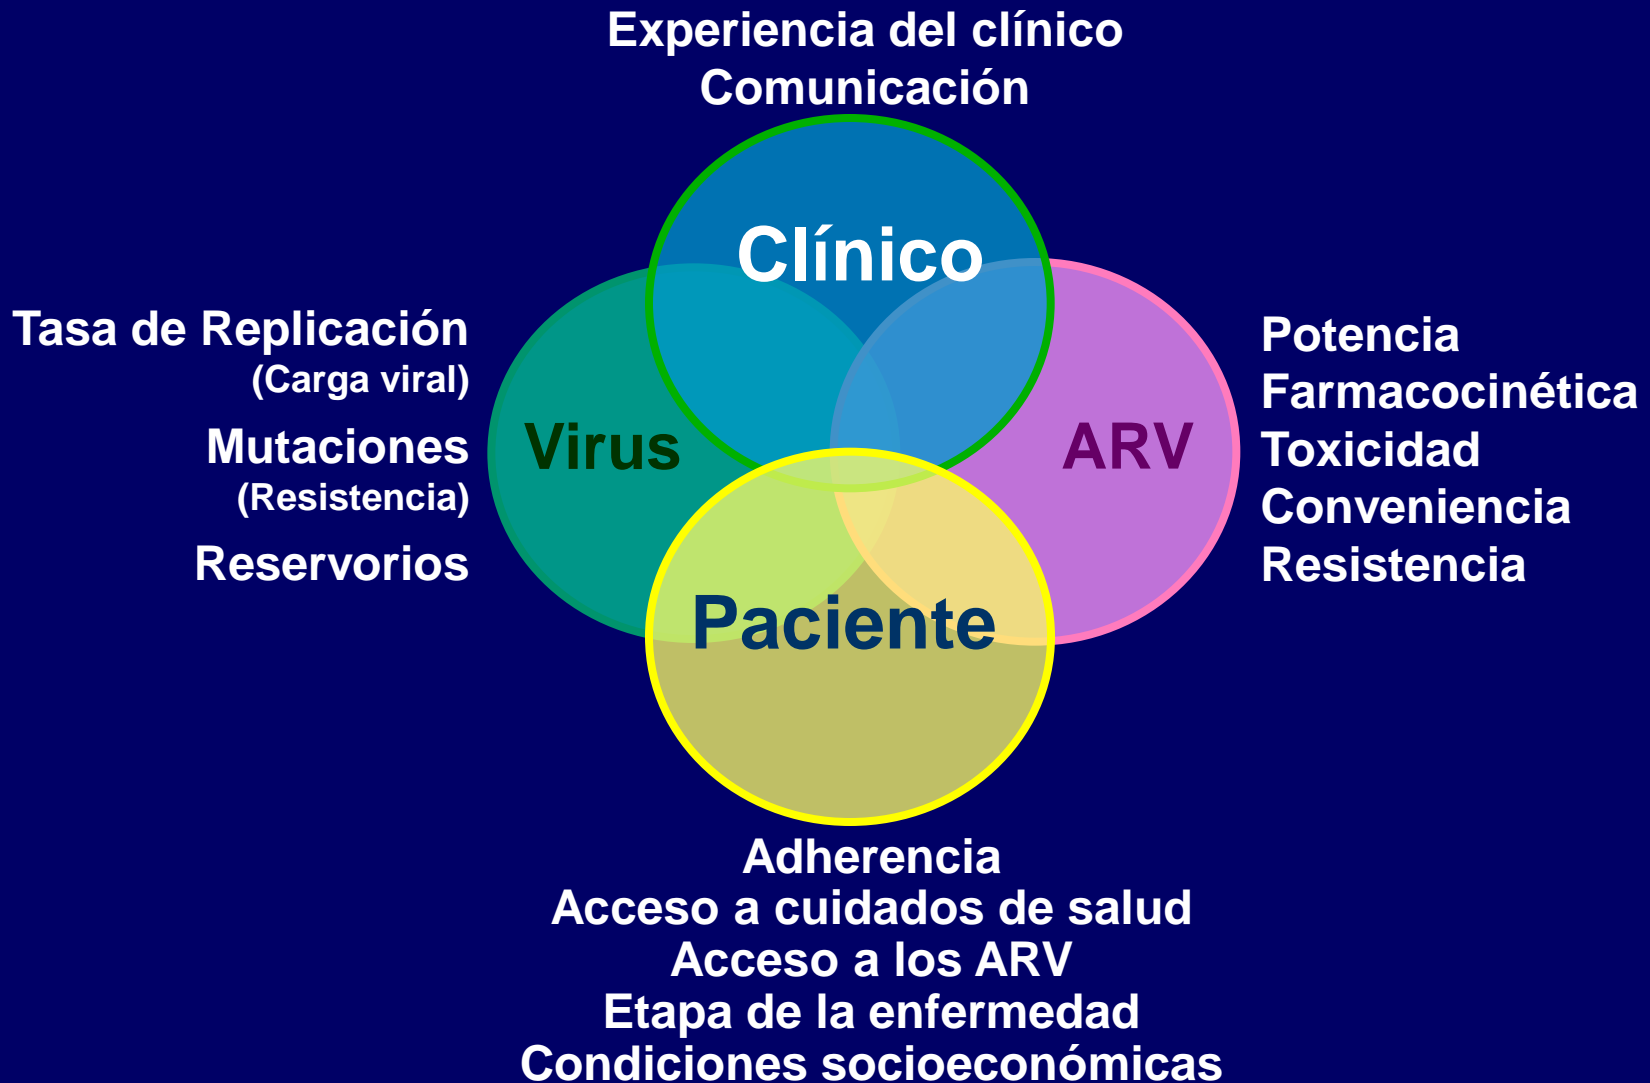 Experiencia del clínico
Comunicación
Clínico
Tasa de Replicación
(Carga viral)
Mutaciones
(Resistencia)
Reservorios
Virus
ARV
Potencia
Farmacocinética
Toxicidad
Conveniencia
Resistencia
Paciente
Adherencia
Acceso a cuidados de salud
Acceso a los ARV
Etapa de la enfermedad
Condiciones socioeconómicas